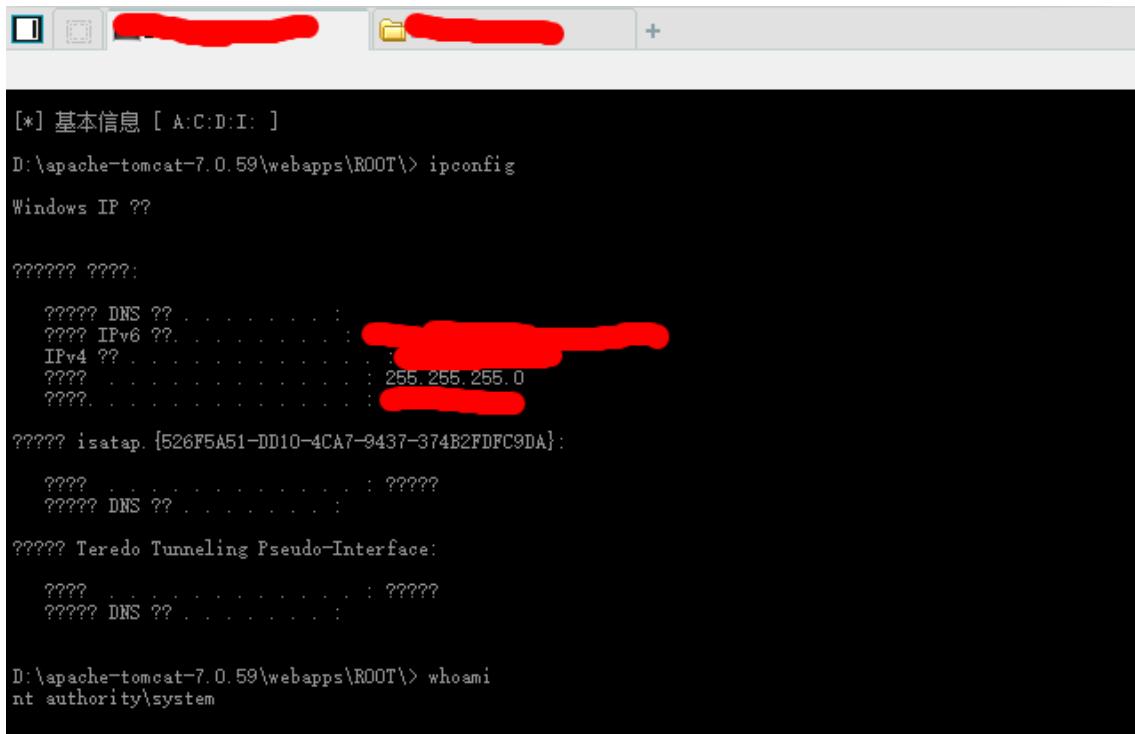 [*] 基本信息 [ A:C:D:I: ]
D:\apache-tomcat-7.0.59\webapps\ROOT\> ipconfig
Windows IP ??
?????? ????:
????? DNS ?? . . . . . . . :
???? IPv6 ??. . . . . . . . . :
IPv4 ?? . . . . . . . . . . . . :
???? . . . . . . . . . . . . : 255.255.255.0
????. . . . . . . . . . . . . :
????? isatap.{526F5A51-DD10-4CA7-9437-374B2FDFC9DA}:
???? . . . . . . . . . . . . : ?????
????? DNS ?? . . . . . . . :
????? Teredo Tunneling Pseudo-Interface:
???? . . . . . . . . . . . . : ?????
????? DNS ?? . . . . . . . :
D:\apache-tomcat-7.0.59\webapps\ROOT\> whoami
nt authority\system